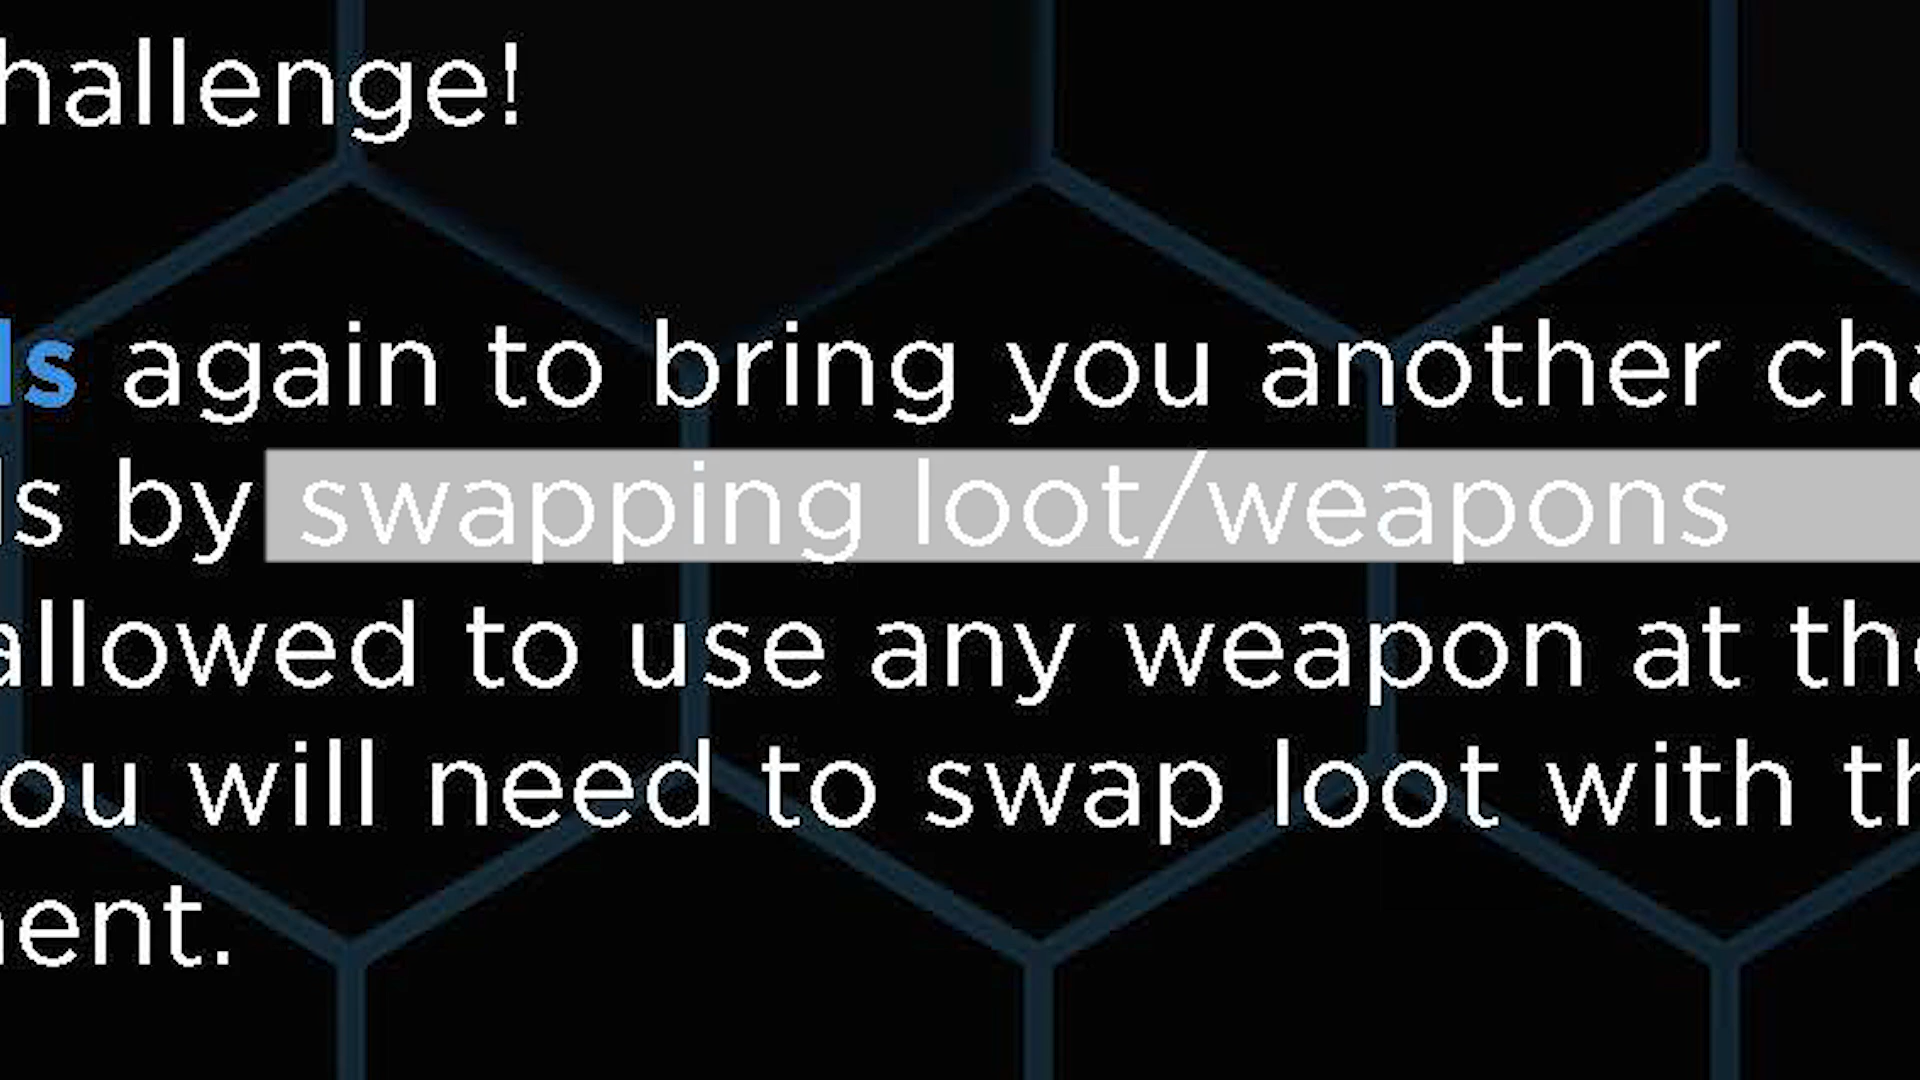 hallenge!
ls again to bring you another cha
ls by swapping loot/weapons
allowed to use any weapon at the
ou will need to swap loot with th
ent.